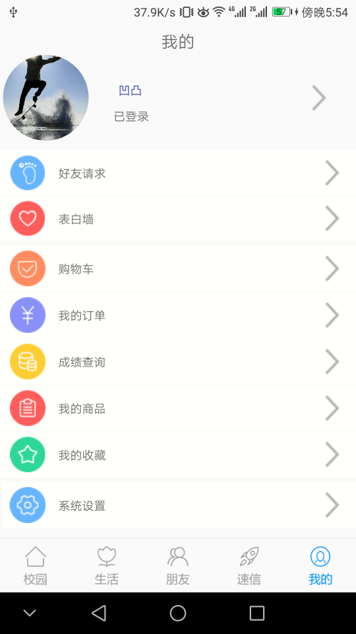 37.9K/s 4G 2G 57 傍晚5:54
我的
凹凸
已登录
好友请求
表白墙
购物车
我的订单
成绩查询
我的商品
我的收藏
系统设置
校园 生活 朋友 速信 我的